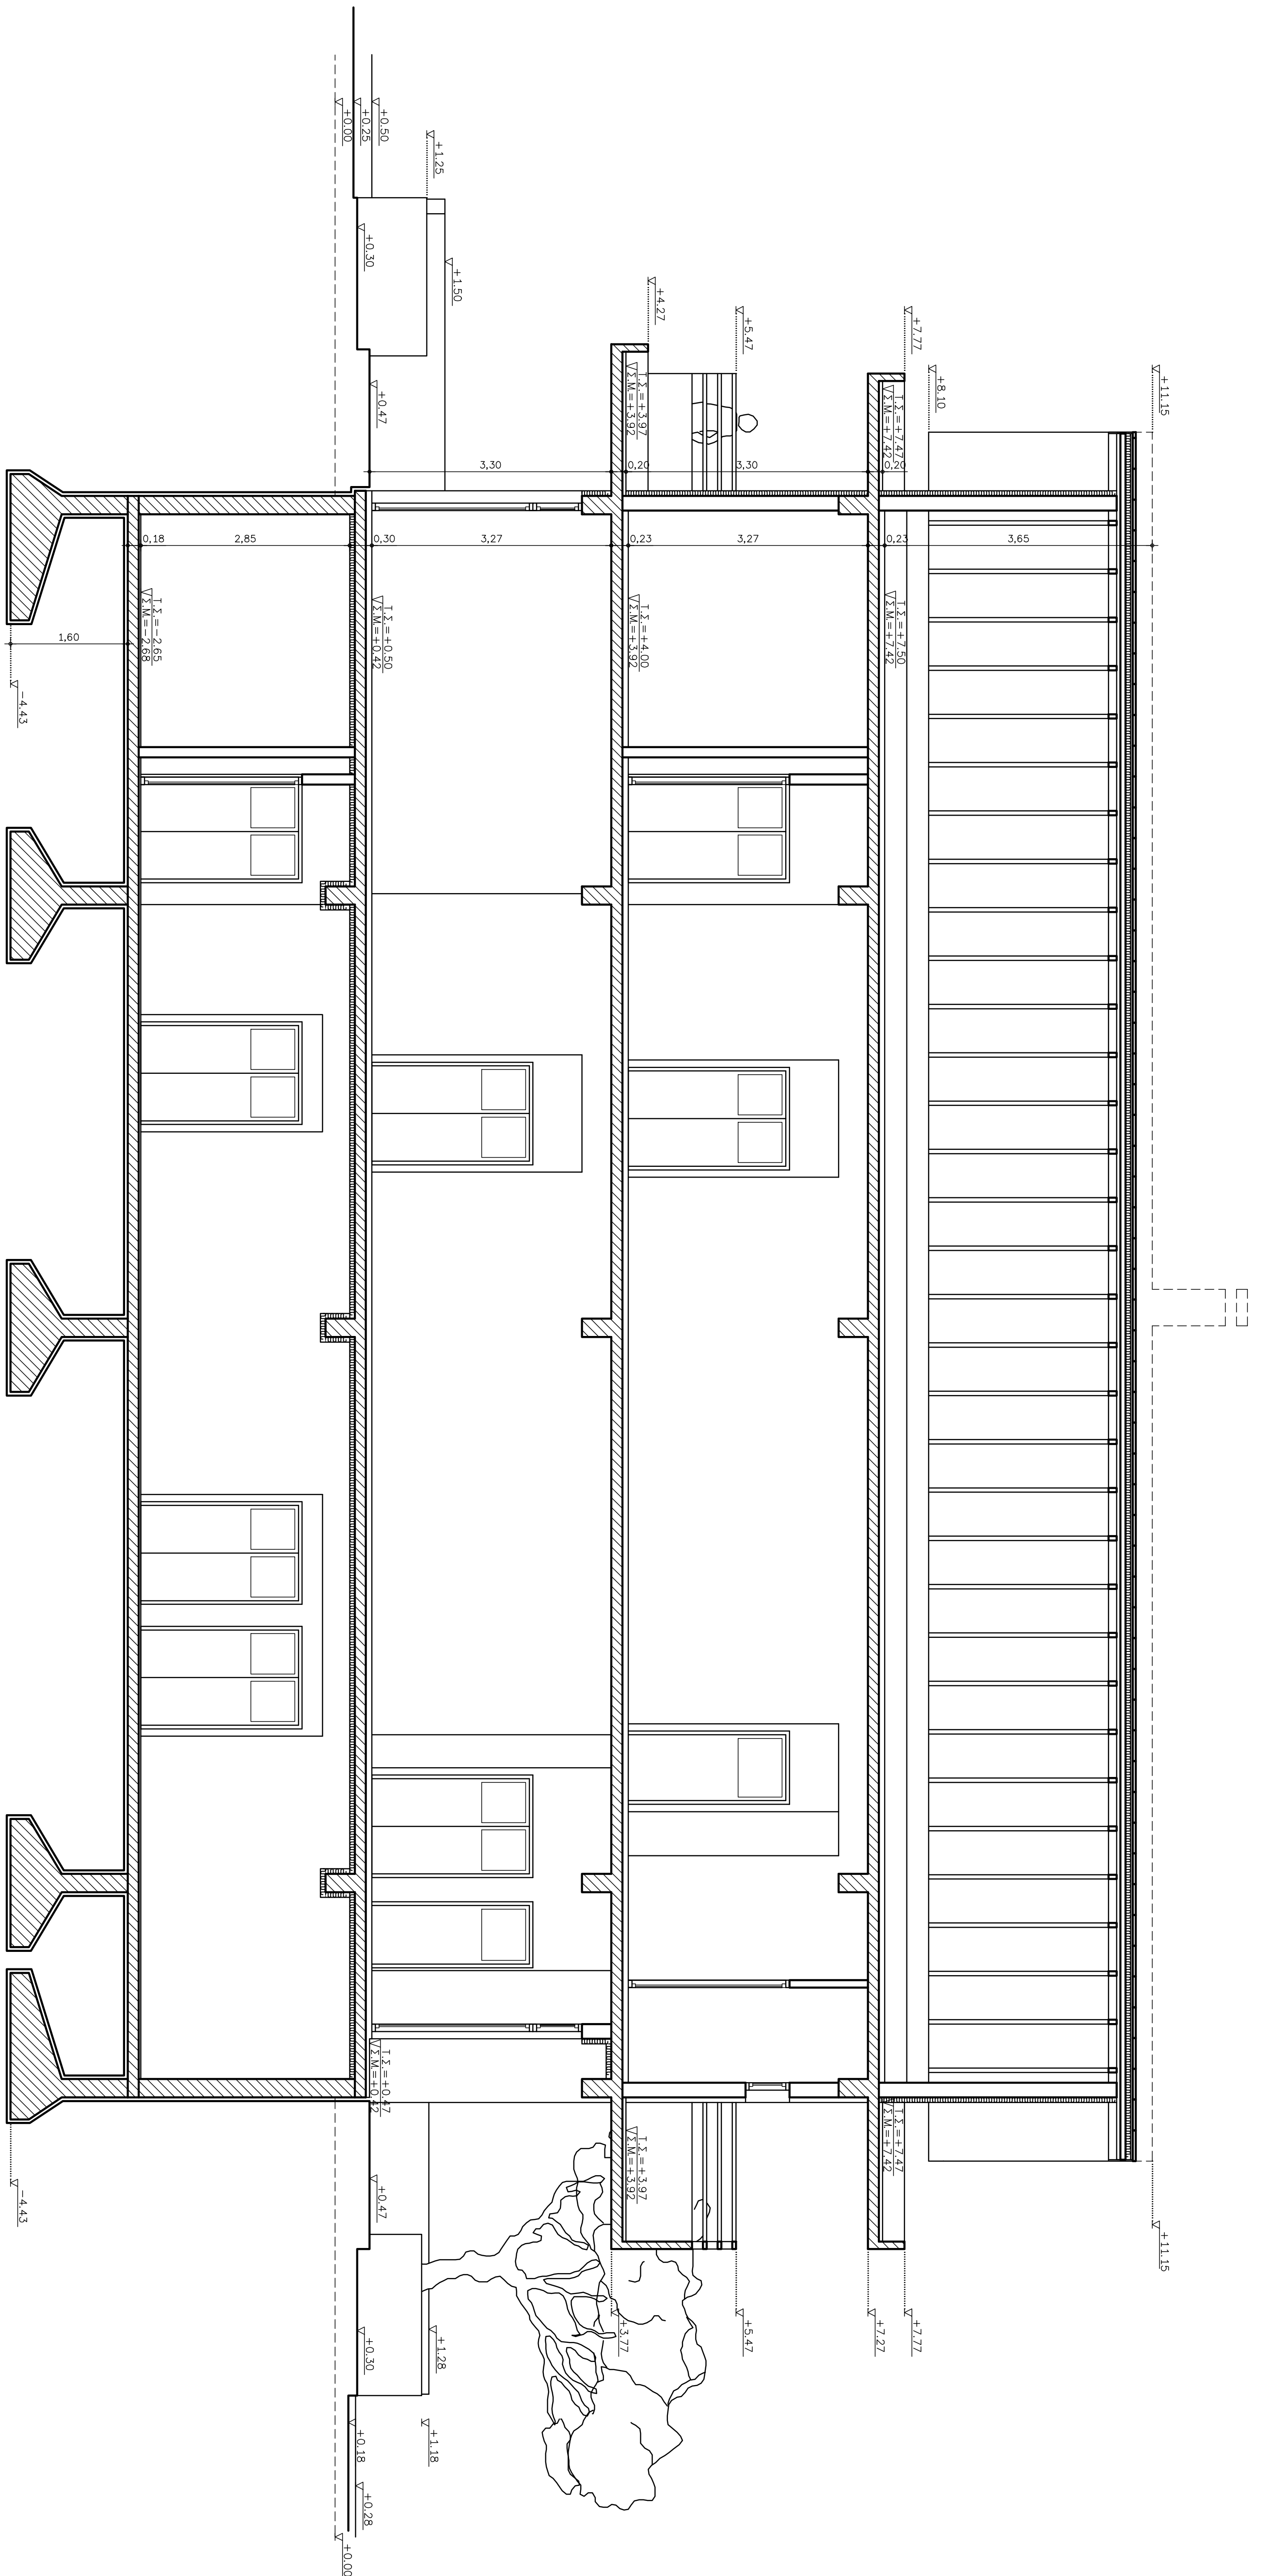 +0.00
+0.25
+0.50
+1.25
+0.30
+1.50
+0.47
+4.27
+5.47
+7.77
+8.10
+11.15
Τ.Σ.=+3.97
Σ.Μ.=+3.92
Τ.Σ.=+7.47
Σ.Μ.=+7.42
3,30
0,20
3,30
0,20
0,18
2,85
0,30
3,27
0,23
3,27
0,23
3,65
Τ.Σ.=-2.65
Σ.Μ.=-2.68
Τ.Σ.=+0.50
Σ.Μ.=+0.42
Τ.Σ.=+4.00
Σ.Μ.=+3.92
Τ.Σ.=+7.50
Σ.Μ.=+7.42
1,60
-4.43
Τ.Σ.=+0.47
Σ.Μ.=+0.42
Τ.Σ.=+3.97
Σ.Μ.=+3.92
Τ.Σ.=+7.47
Σ.Μ.=+7.42
-4.43
+0.47
+11.15
+3.77
+5.47
+7.27
+7.77
+0.30
+1.28
+0.18
+1.18
+0.28
+0.00